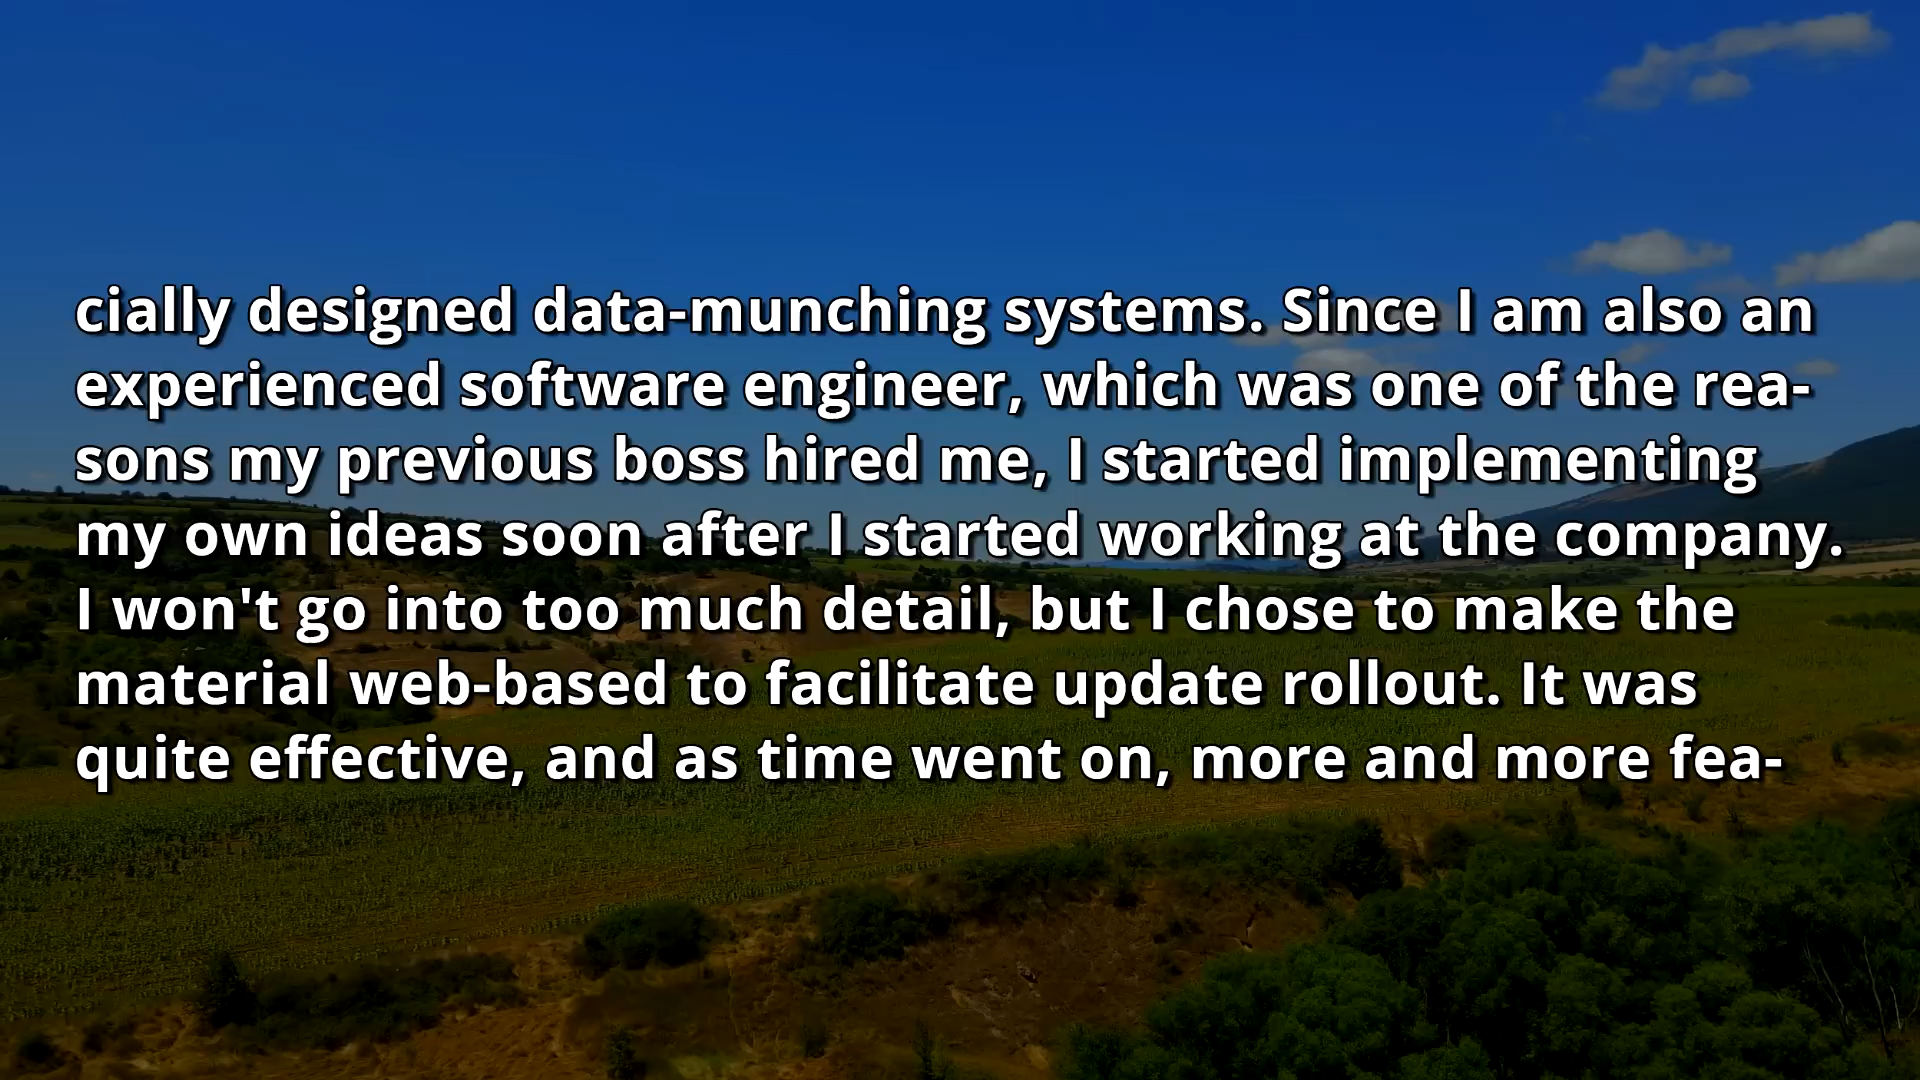 cially designed data-munching systems. Since I am also an
experienced software engineer, which was one of the rea-
sons my previous boss hired me, I started implementing
my own ideas soon after I started working at the company.
I won't go into too much detail, but I chose to make the
material web-based to facilitate update rollout. It was
quite effective, and as time went on, more and more fea-